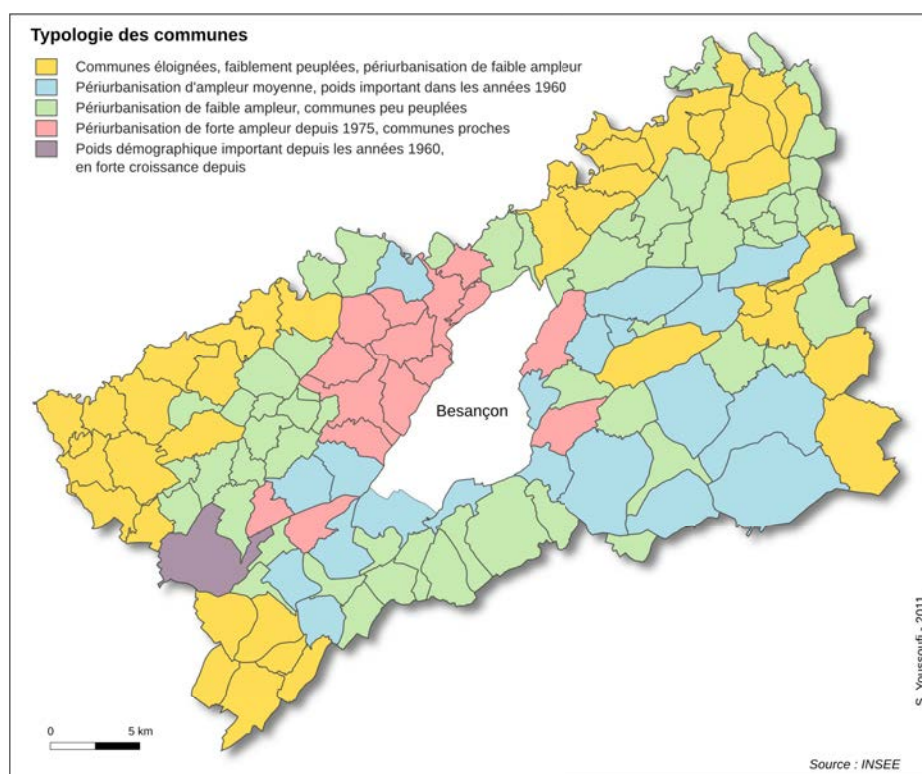 Typologie des communes
Communes éloignées, faiblement peuplées, périurbanisation de faible ampleur
Périurbanisation d'ampleur moyenne, poids important dans les années 1960
Périurbanisation de faible ampleur, communes peu peuplées
Périurbanisation de forte ampleur depuis 1975, communes proches
Poids démographique important depuis les années 1960,
en forte croissance depuis
Besançon
0 5 km
S. Youssoufi - 2011
Source : INSEE